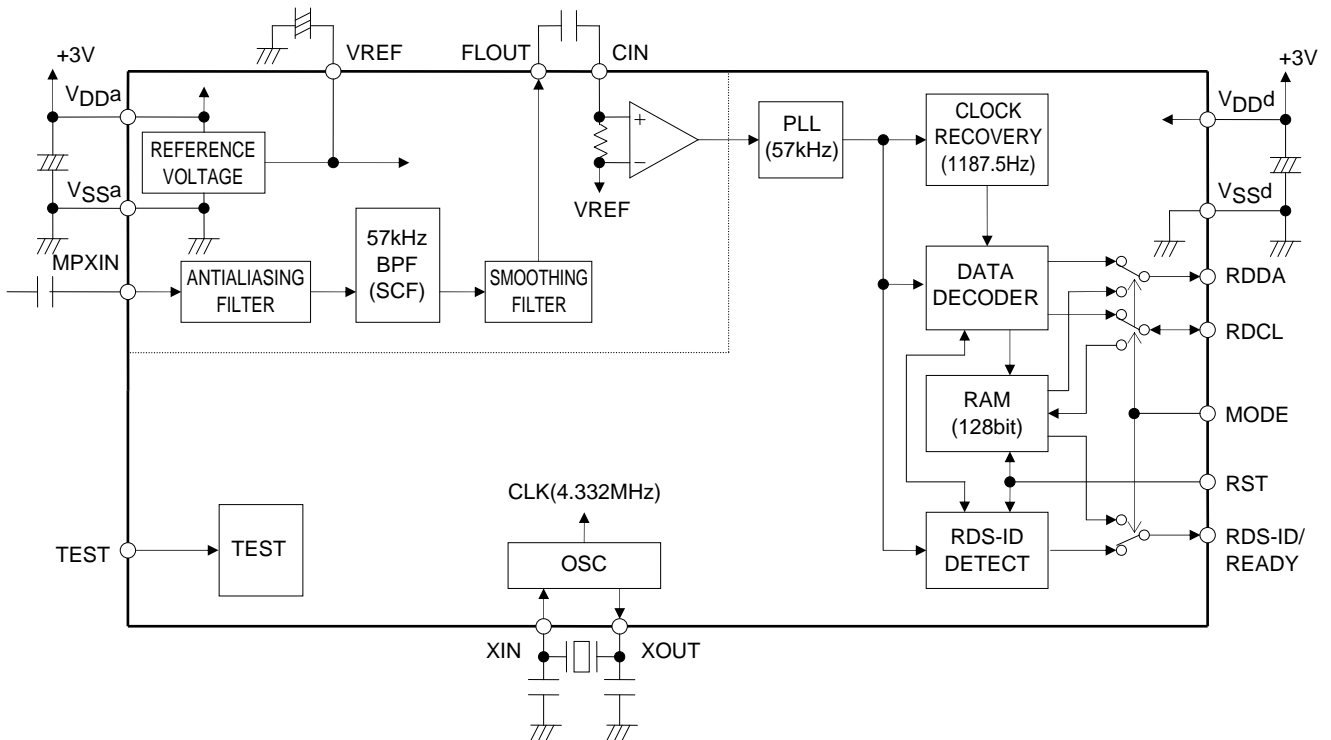 +3V
VREF
FLOUT
CIN
+3V
VDDa
VDDd
REFERENCE
VOLTAGE
+
−
VREF
PLL
(57kHz)
CLOCK
RECOVERY
(1187.5Hz)
VSSa
VSSd
MPXIN
ANTIALIASING
FILTER
57kHz
BPF
(SCF)
SMOOTHING
FILTER
DATA
DECODER
RDDA
RDCL
RAM
(128bit)
MODE
RST
CLK(4.332MHz)
TEST
TEST
OSC
RDS-ID
DETECT
RDS-ID/
READY
XIN
XOUT